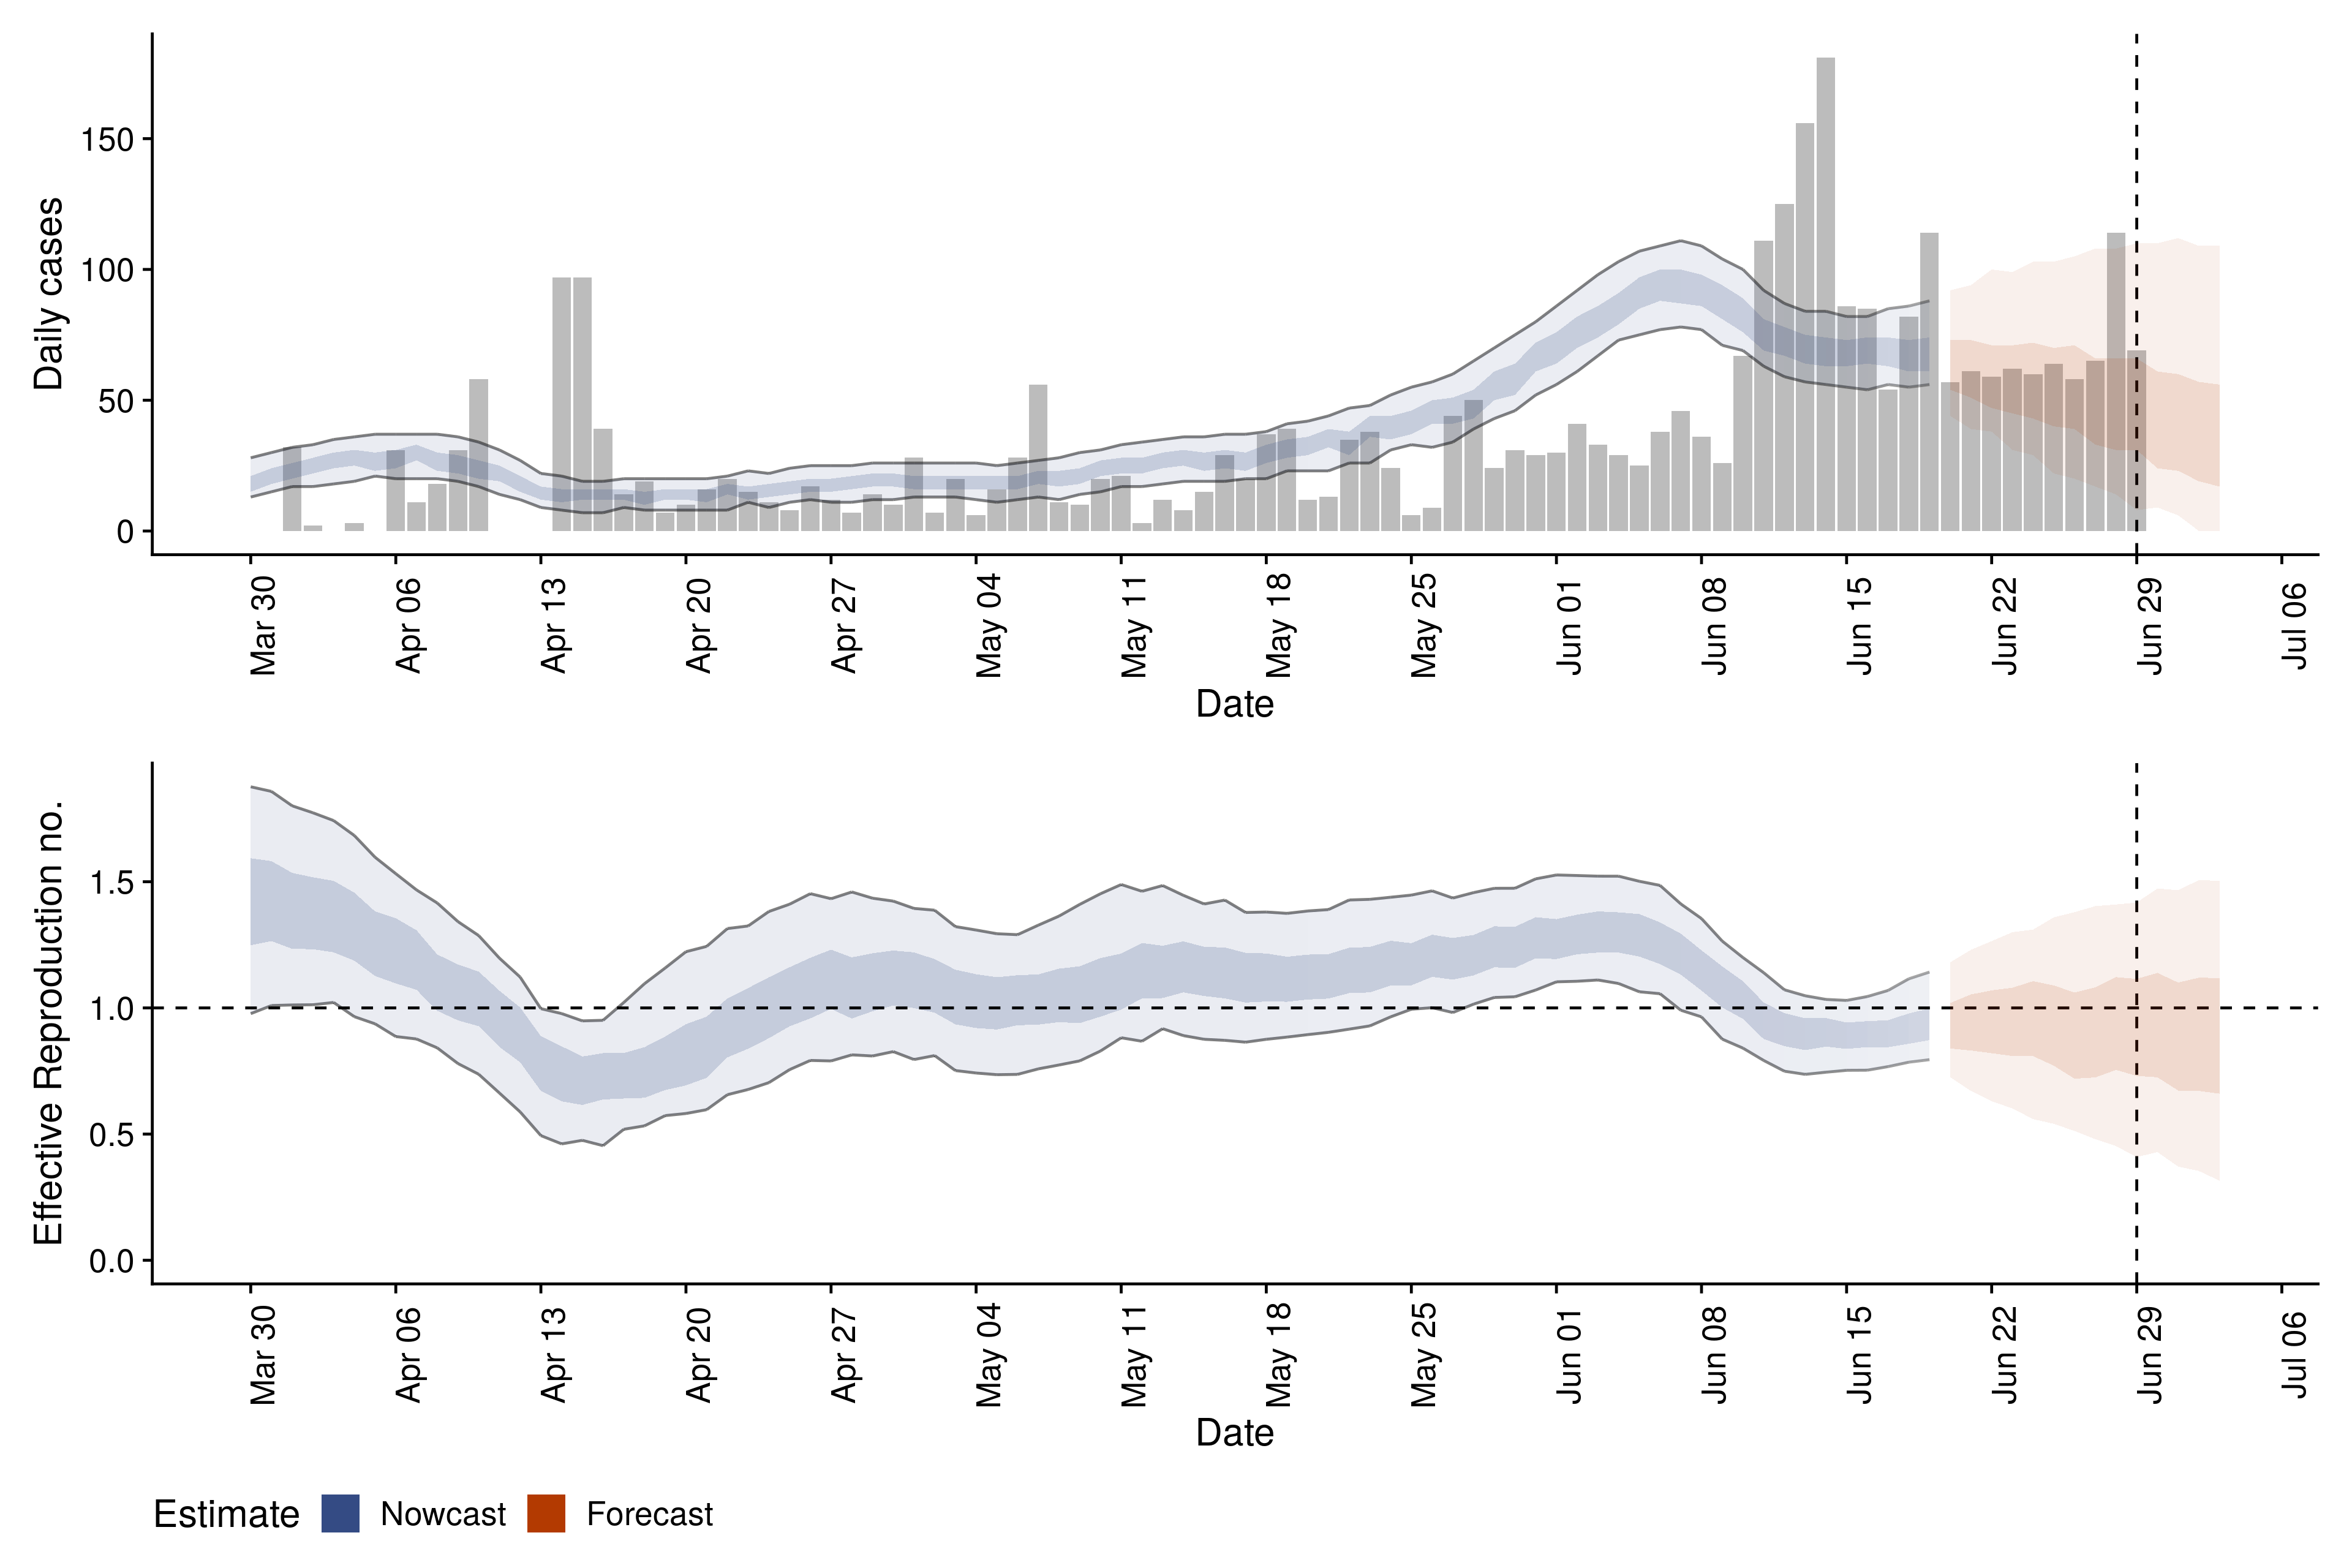 Daily cases
150
100
50
0
Mar 30
Apr 06
Apr 13
Apr 20
Apr 27
May 04
May 11
May 18
May 25
Jun 01
Jun 08
Jun 15
Jun 22
Jun 29
Jul 06
Date
Effective Reproduction no.
1.5
1.0
0.5
0.0
Mar 30
Apr 06
Apr 13
Apr 20
Apr 27
May 04
May 11
May 18
May 25
Jun 01
Jun 08
Jun 15
Jun 22
Jun 29
Jul 06
Date
Estimate Nowcast Forecast